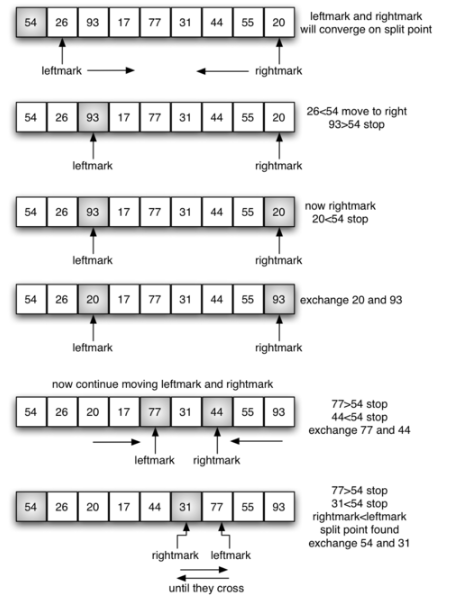 54 26 93 17 77 31 44 55 20
leftmark and rightmark
will converge on split point
leftmark rightmark
54 26 93 17 77 31 44 55 20
26<54 move to right
93>54 stop
leftmark rightmark
54 26 93 17 77 31 44 55 20
now rightmark
20<54 stop
leftmark rightmark
54 26 20 17 77 31 44 55 93
exchange 20 and 93
leftmark rightmark
now continue moving leftmark and rightmark
54 26 20 17 77 31 44 55 93
77>54 stop
44<54 stop
exchange 77 and 44
leftmark rightmark
54 26 20 17 44 31 77 55 93
77>54 stop
31<54 stop
rightmark<leftmark
split point found
exchange 54 and 31
rightmark leftmark
until they cross